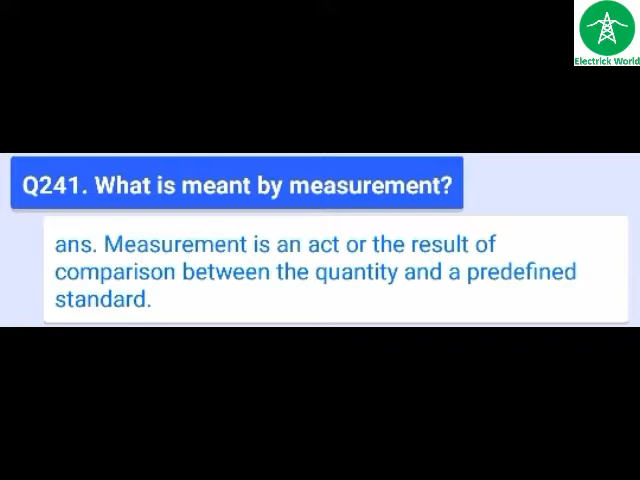 Electrick World
Q241. What is meant by measurement?
ans. Measurement is an act or the result of
comparison between the quantity and a predefined
standard.